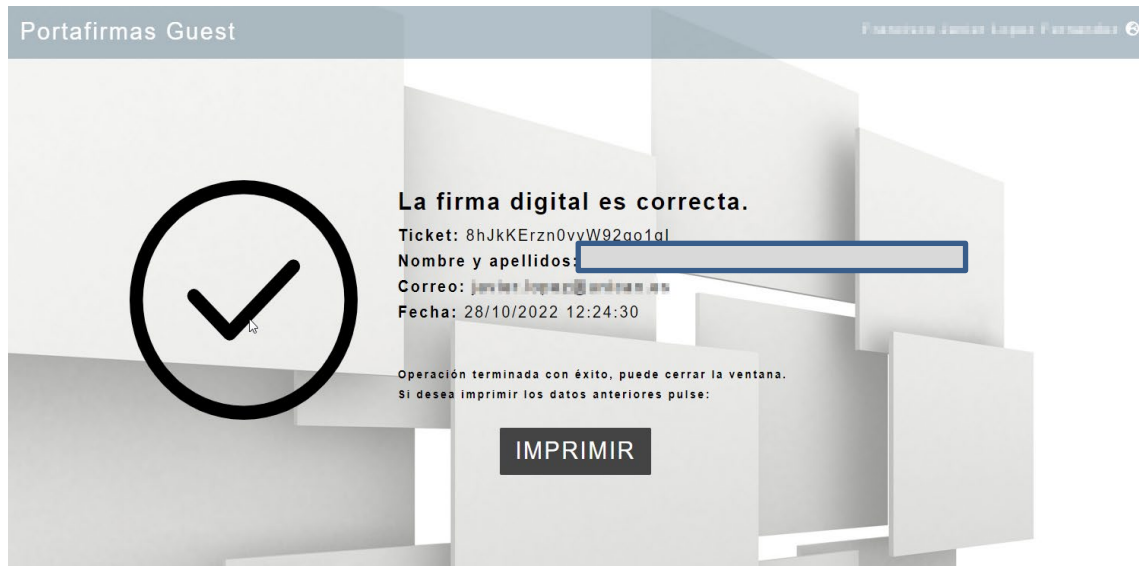 Portafirmas Guest
La firma digital es correcta.
Ticket:
Nombre y apellidos:
Correo:
Fecha: 28/10/2022 12:24:30
Operación terminada con éxito, puede cerrar la ventana.
Si desea imprimir los datos anteriores pulse:
IMPRIMIR